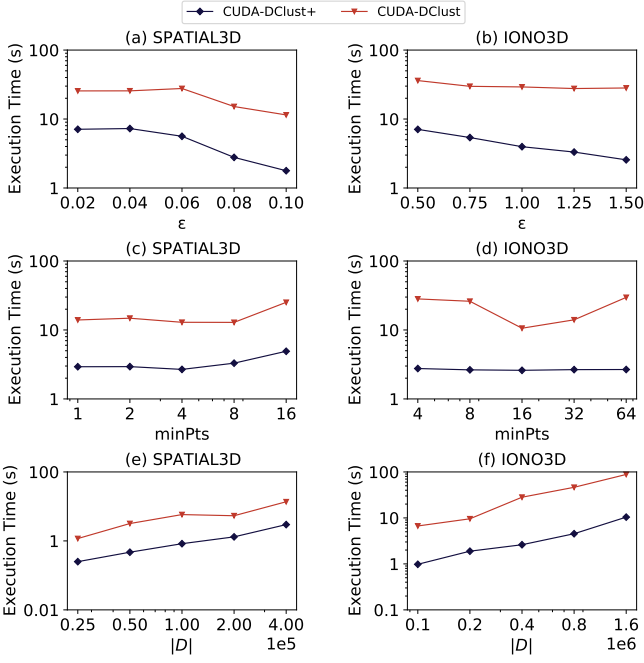 CUDA-DClust+ CUDA-DClust
(a) SPATIAL3D
Execution Time (s)
100
10
1
0.02 0.04 0.06 0.08 0.10
ε
(b) IONO3D
Execution Time (s)
100
10
1
0.50 0.75 1.00 1.25 1.50
ε
(c) SPATIAL3D
Execution Time (s)
100
10
1
1 2 4 8 16
minPts
(d) IONO3D
Execution Time (s)
100
10
1
4 8 16 32 64
minPts
(e) SPATIAL3D
Execution Time (s)
100
1
0.01
0.25 0.50 1.00 2.00 4.00
|D| 1e5
(f) IONO3D
Execution Time (s)
100
10
1
0.1
0.1 0.2 0.4 0.8 1.6
|D| 1e6